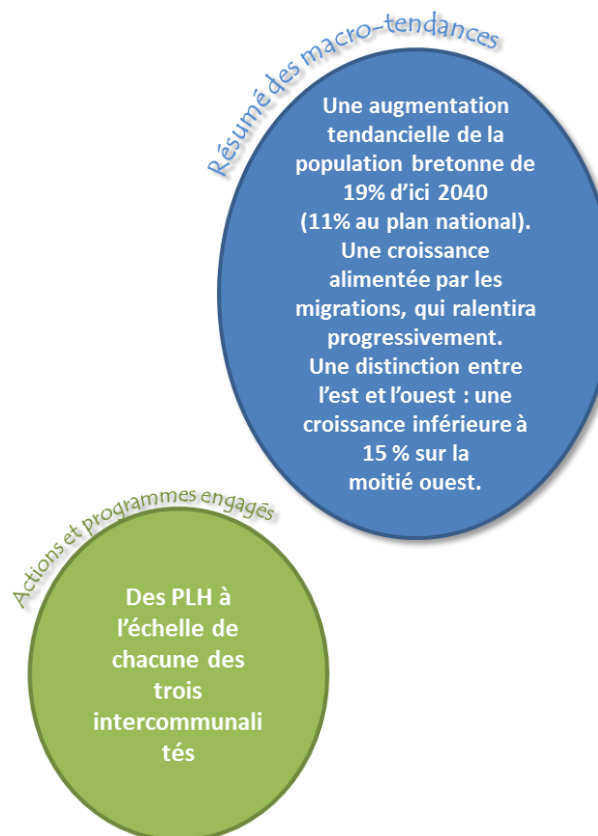 Résumé des macro-tendances
Une augmentation
tendancielle de la
population bretonne de
19% d’ici 2040
(11% au plan national).
Une croissance
alimentée par les
migrations, qui ralentira
progressivement.
Une distinction entre
l’est et l’ouest : une
croissance inférieure à
15 % sur la
moitié ouest.
Actions et programmes engagés
Des PLH à
l’échelle de
chacune des
trois
intercommunali
tés